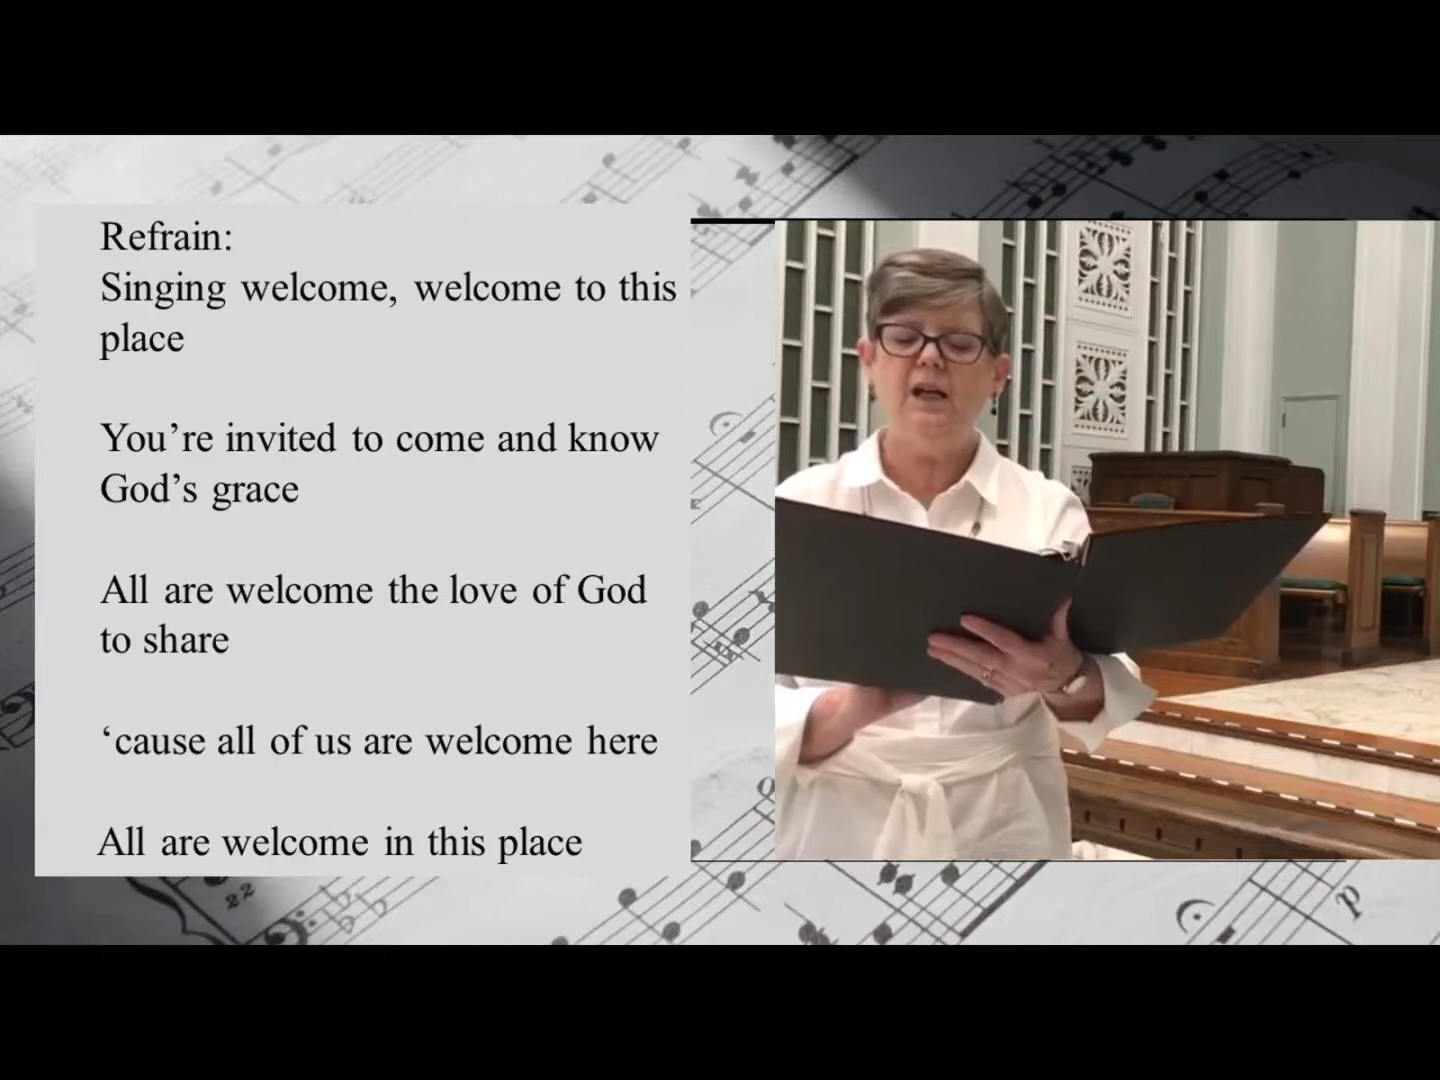 Refrain:
Singing welcome, welcome to this
place
You’re invited to come and know
God’s grace
All are welcome the love of God
to share
‘cause all of us are welcome here
All are welcome in this place
22
p